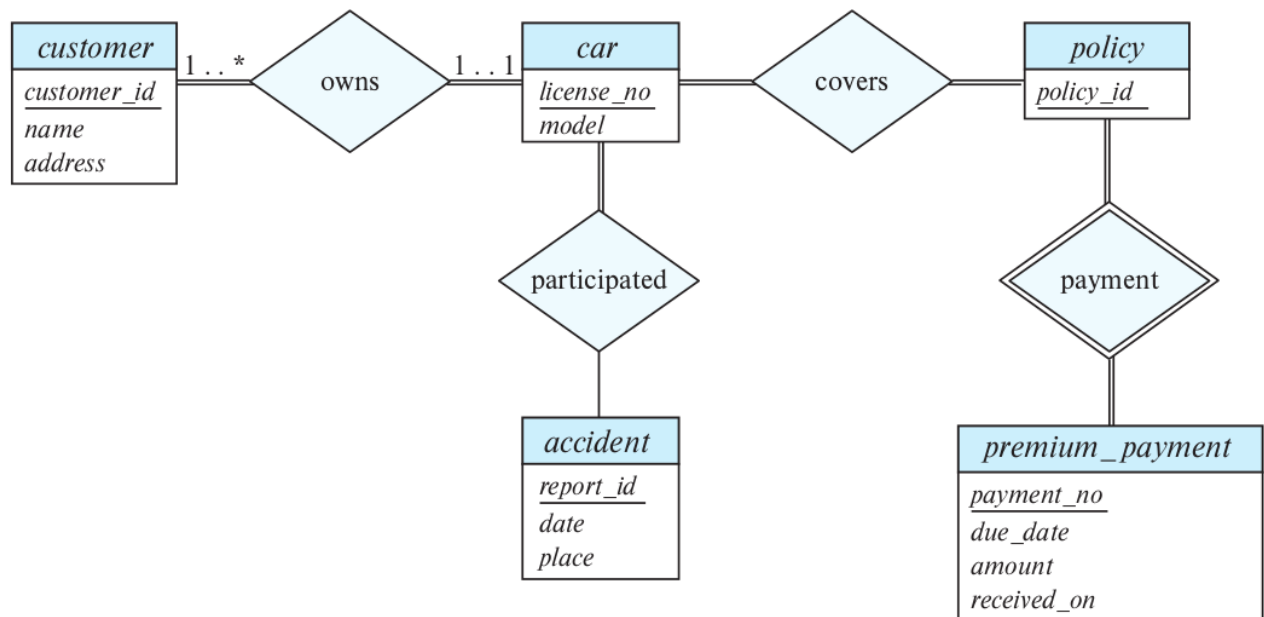 customer
customer_id
name
address
1 . . *
owns
1 . . 1
car
license_no
model
covers
policy
policy_id
participated
payment
accident
report_id
date
place
premium_payment
payment_no
due_date
amount
received_on